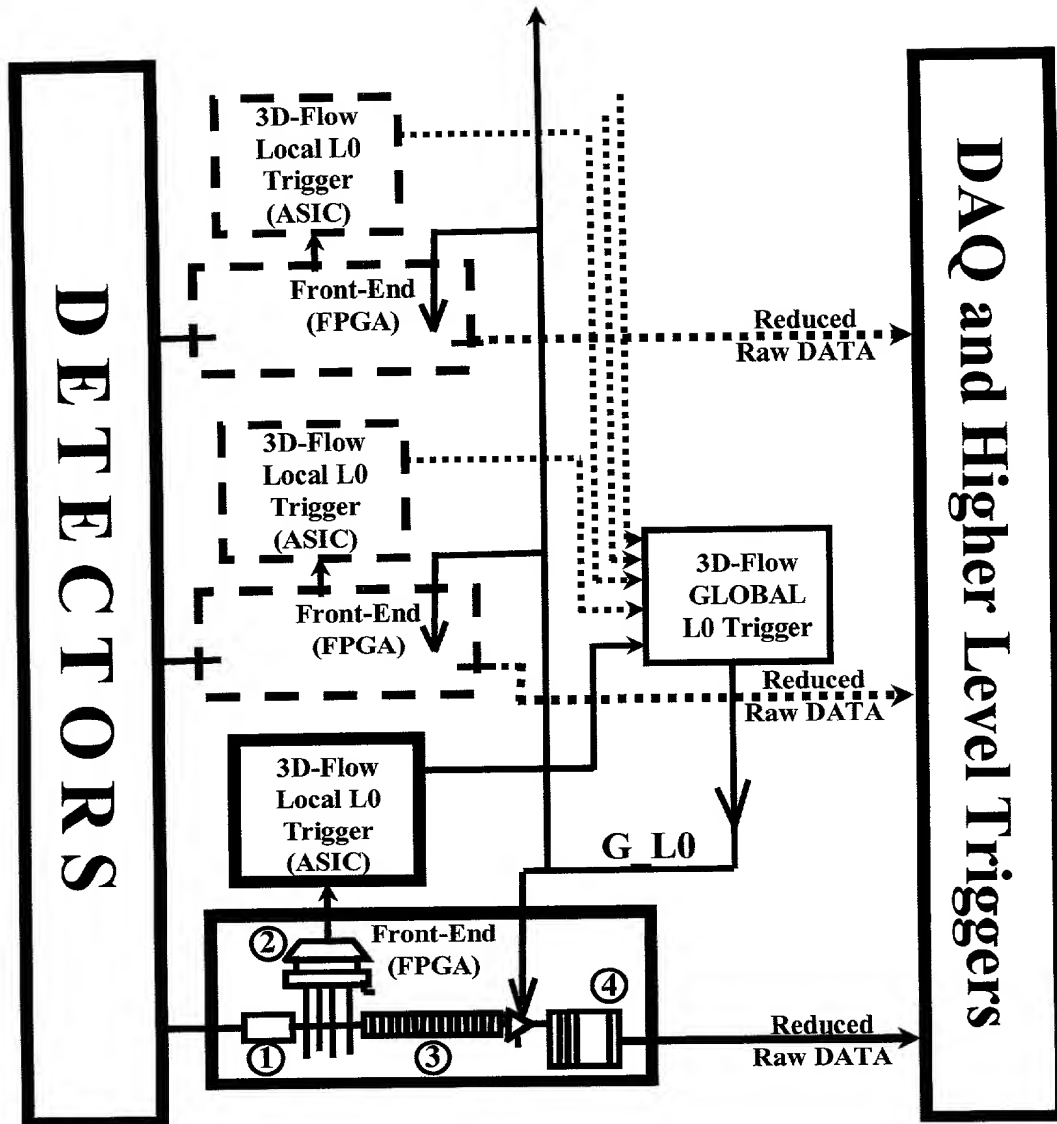 DETECTORS
3D-Flow
Local L0
Trigger
(ASIC)
Front-End
(FPGA)
Reduced
Raw DATA
3D-Flow
Local L0
Trigger
(ASIC)
Front-End
(FPGA)
3D-Flow
GLOBAL
L0 Trigger
Reduced
Raw DATA
3D-Flow
Local L0
Trigger
(ASIC)
G_L0
2
Front-End
(FPGA)
4
1
3
Reduced
Raw DATA
DAQ and Higher Level Triggers